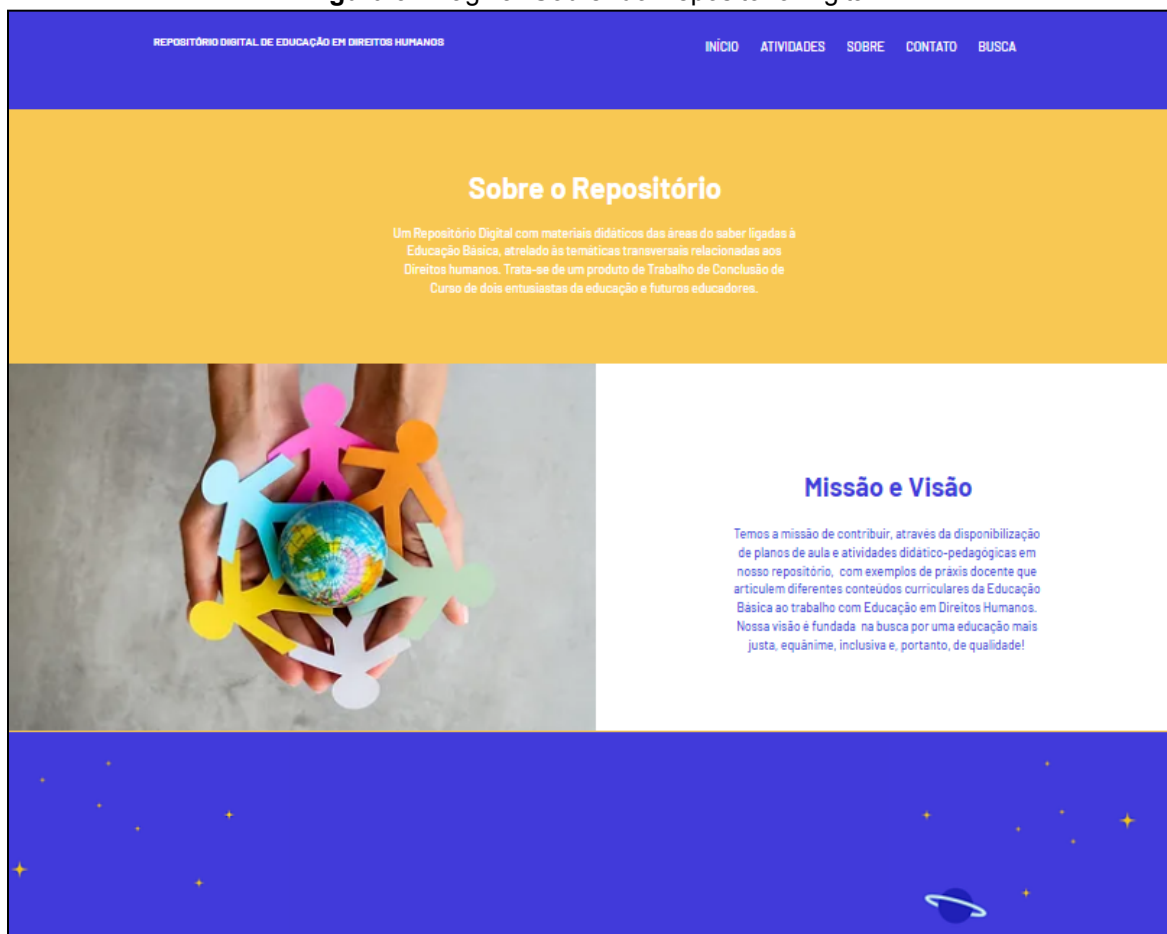 REPOSITÓRIO DIGITAL DE EDUCAÇÃO EM DIREITOS HUMANOS
INÍCIO ATIVIDADES SOBRE CONTATO BUSCA
Sobre o Repositório
Um Repositório Digital com materiais didáticos das áreas do saber ligadas à
Educação Básica, atrelado às temáticas transversais relacionadas aos
Direitos humanos. Trata-se de um produto de Trabalho de Conclusão de
Curso de dois entusiastas da educação e futuros educadores.
Missão e Visão
Temos a missão de contribuir, através da disponibilização
de planos de aula e atividades didático-pedagógicas em
nosso repositório, com exemplos de práxis docente que
articulem diferentes conteúdos curriculares da Educação
Básica ao trabalho com Educação em Direitos Humanos.
Nossa visão é fundada na busca por uma educação mais
justa, equânime, inclusiva e, portanto, de qualidade!